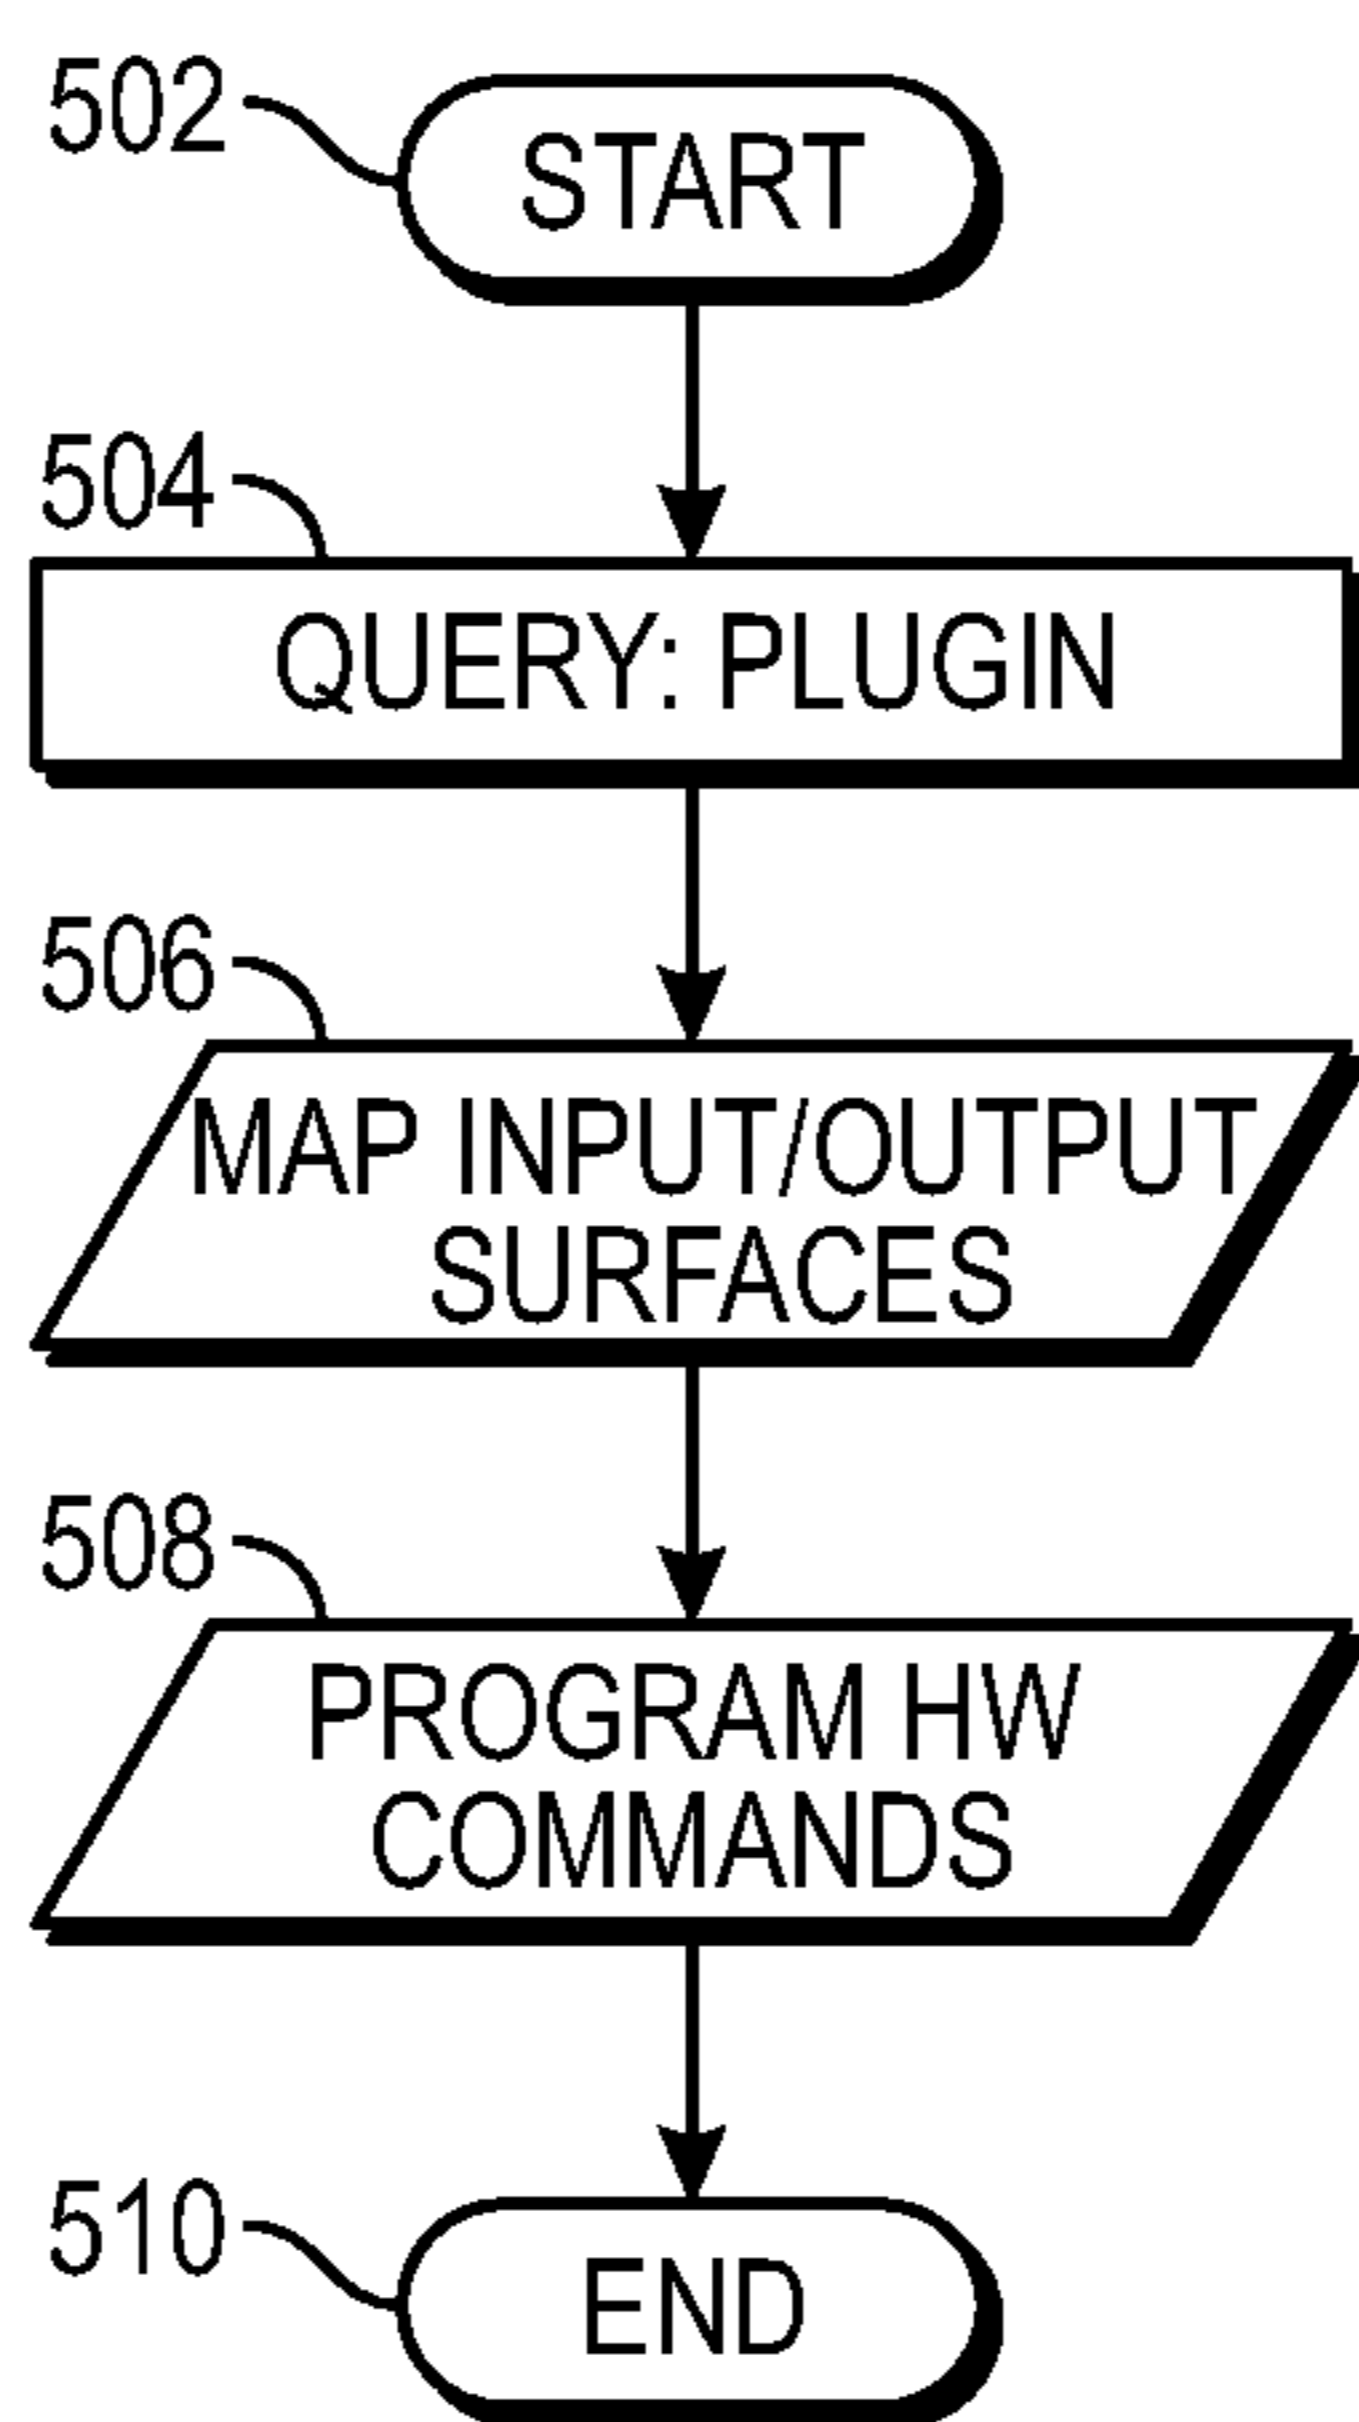 502
START
504
QUERY: PLUGIN
506
MAP INPUT/OUTPUT
SURFACES
508
PROGRAM HW
COMMANDS
510
END